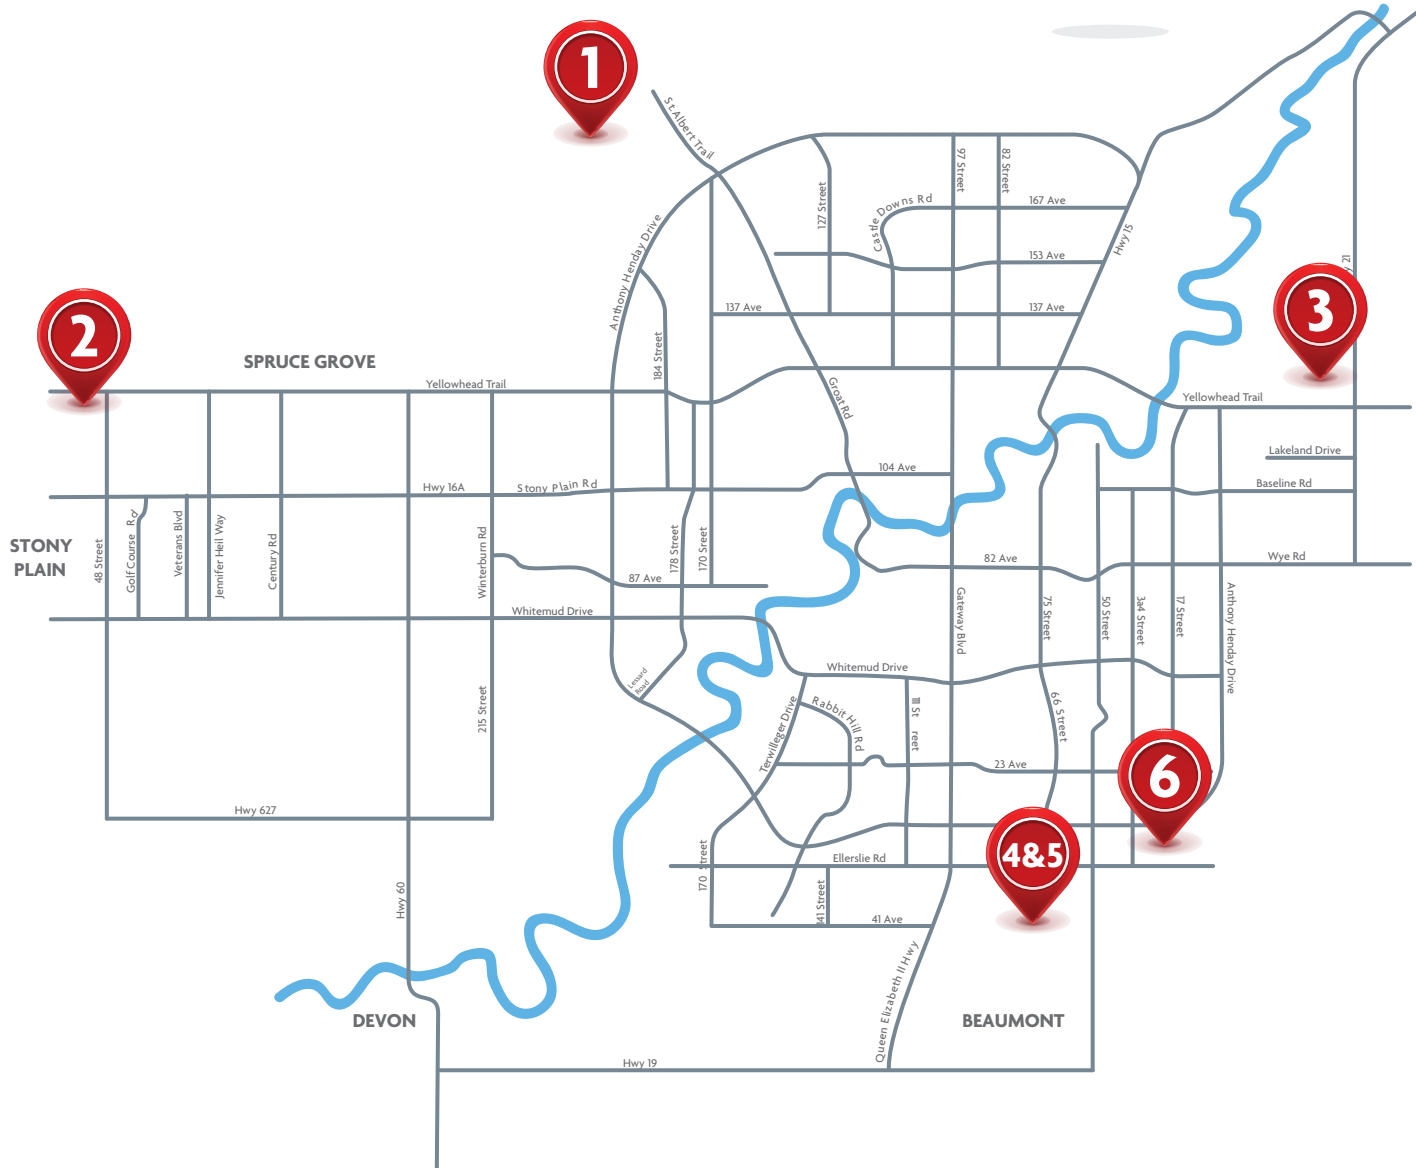 1
St.Albert Trail
97 Street
82 Street
127 Street
Castle Downs Rd
167 Ave
Hwy 15
Anthony Henday Drive
153 Ave
21
137 Ave
137 Ave
3
2
SPRUCE GROVE
184 Street
Yellowhead Trail
Groat Rd
Yellowhead Trail
Lakeland Drive
104 Ave
Baseline Rd
Hwy 16A
Stony Plain Rd
STONY
PLAIN
48 Street
Golf Course Rd
Veterans Blvd
Jennifer Heil Way
Century Rd
Winterburn Rd
178 Street
170 Sreet
87 Ave
82 Ave
Wye Rd
Whitemud Drive
Gateway Blvd
75 Street
50 Street
3a4 Street
17 Street
Anthony Henday Drive
Lessard
Road
Whitemud Drive
215 Street
Terwilleger Drive
Rabbit Hill Rd
111 St reet
66 Street
23 Ave
6
Hwy 627
4&5
Ellerslie Rd
170 Street
141 Street
41 Ave
Hwy 60
Queen Elizabeth II Hwy
DEVON
BEAUMONT
Hwy 19